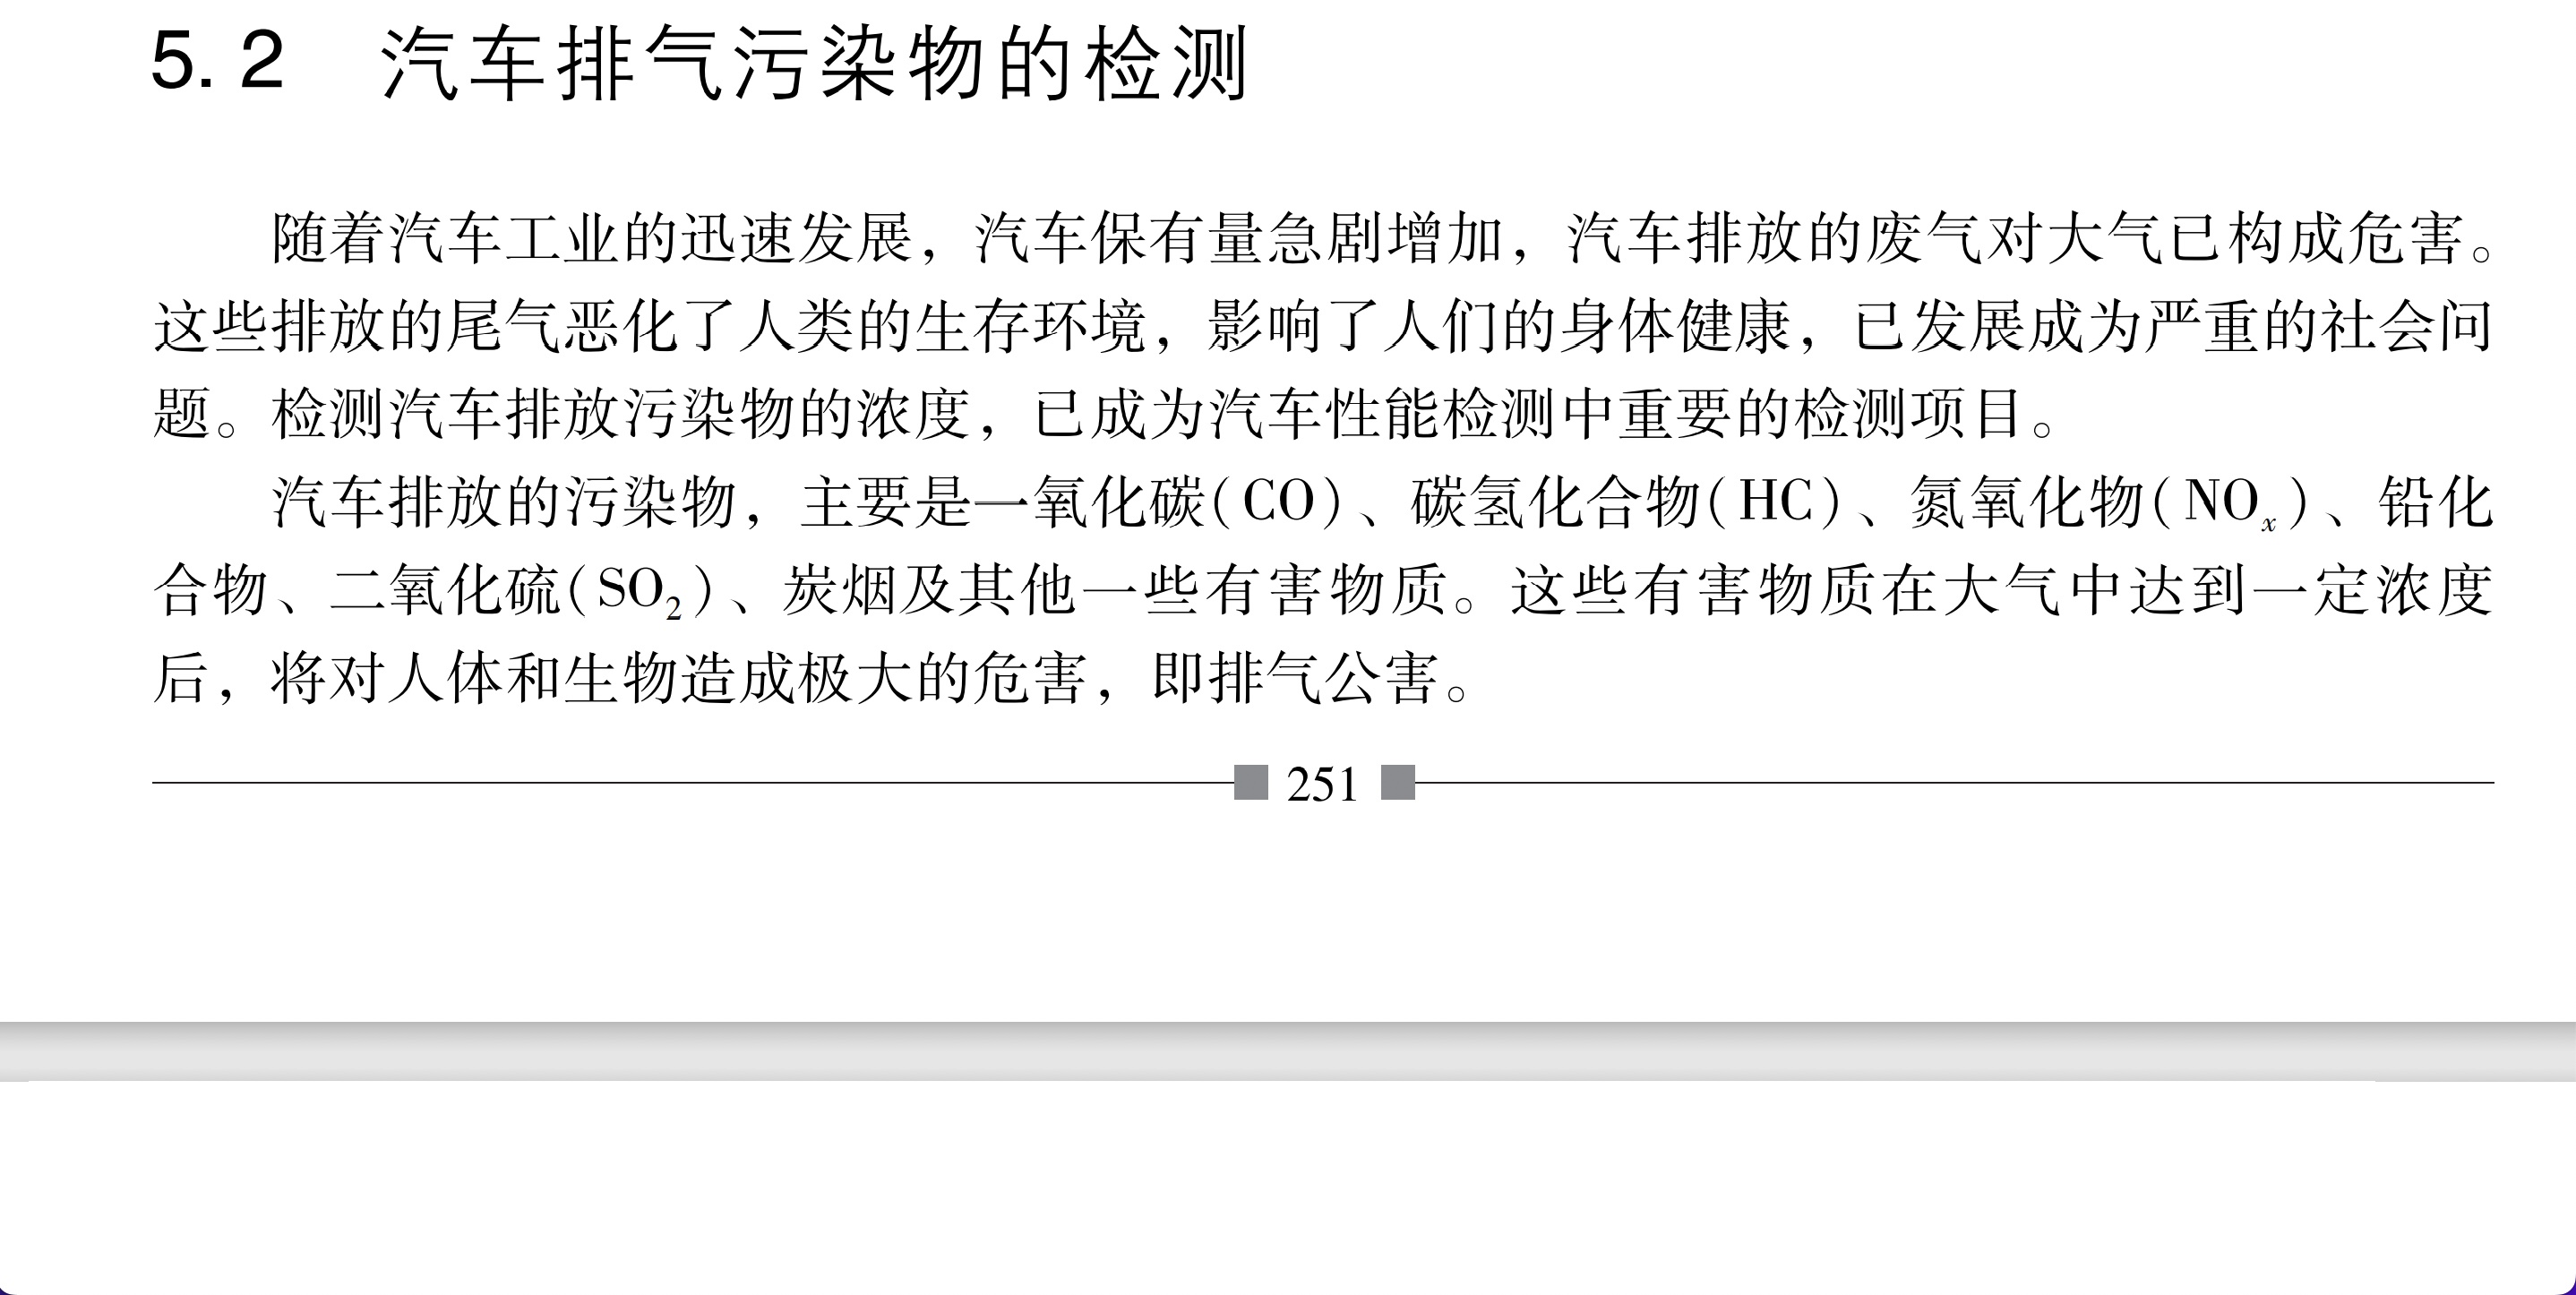 5.2 汽车排气污染物的检测
随着汽车工业的迅速发展，汽车保有量急剧增加，汽车排放的废气对大气已构成危害。
这些排放的尾气恶化了人类的生存环境，影响了人们的身体健康，已发展成为严重的社会问
题。检测汽车排放污染物的浓度，已成为汽车性能检测中重要的检测项目。
汽车排放的污染物，主要是一氧化碳(CO)、碳氢化合物(HC)、氮氧化物(NOₓ)、铅化
合物、二氧化硫(SO₂)、炭烟及其他一些有害物质。这些有害物质在大气中达到一定浓度
后，将对人体和生物造成极大的危害，即排气公害。
251